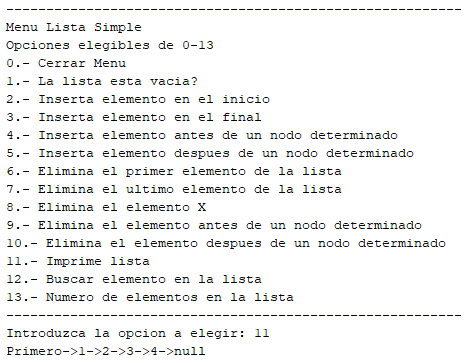 ---------------------------------------------------------
Menu Lista Simple
Opciones elegibles de 0-13
0.- Cerrar Menu
1.- La lista esta vacia?
2.- Inserta elemento en el inicio
3.- Inserta elemento en el final
4.- Inserta elemento antes de un nodo determinado
5.- Inserta elemento despues de un nodo determinado
6.- Elimina el primer elemento de la lista
7.- Elimina el ultimo elemento de la lista
8.- Elimina el elemento X
9.- Elimina el elemento antes de un nodo determinado
10.- Elimina el elemento despues de un nodo determinado
11.- Imprime lista
12.- Buscar elemento en la lista
13.- Numero de elementos en la lista
---------------------------------------------------------
Introduzca la opcion a elegir: 11
Primero->1->2->3->4->null